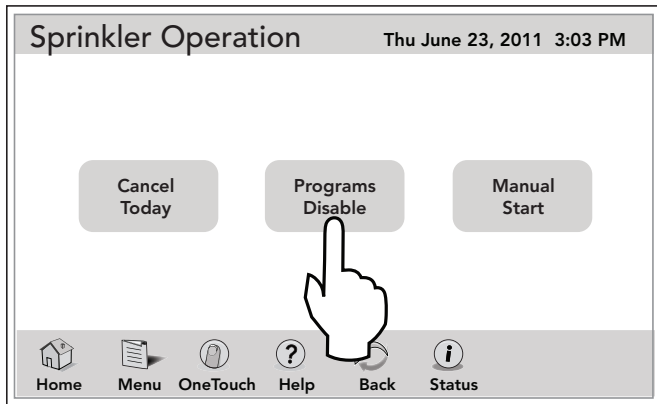 Sprinkler Operation
Thu June 23, 2011 3:03 PM
Cancel
Today
Programs
Disable
Manual
Start
?
i
Home
Menu
OneTouch
Help
Back
Status